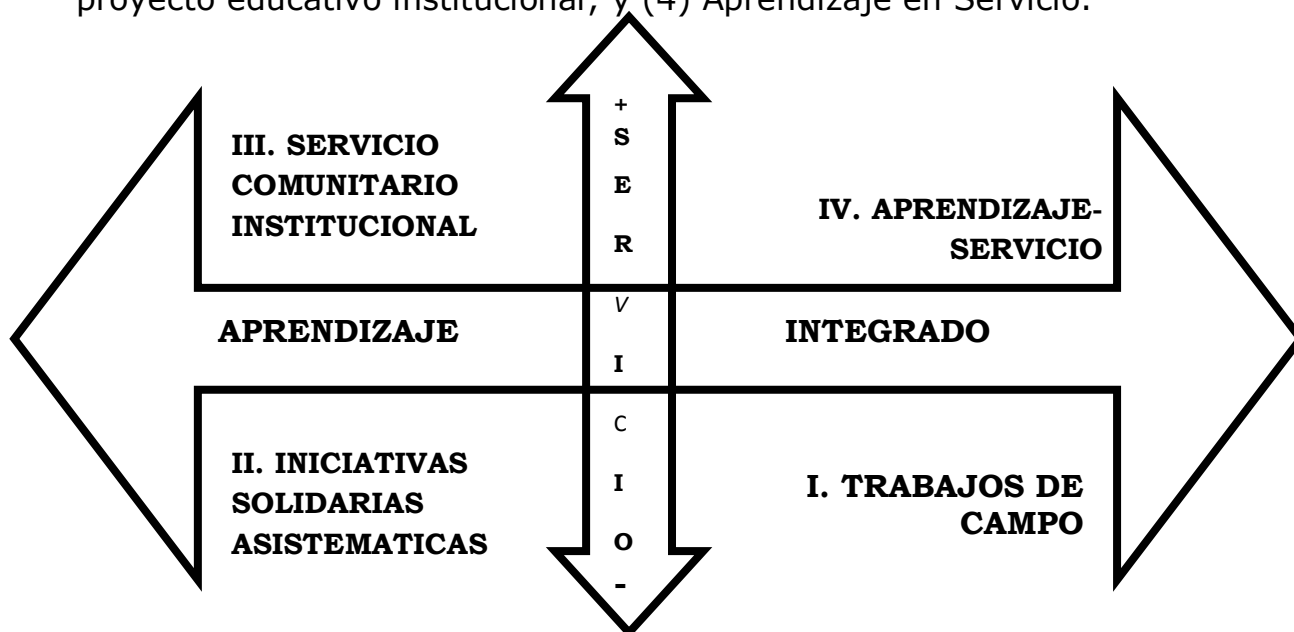 proyecto educativo institucional; y (4) Aprendizaje en Servicio.
+
S
E
R
V
I
C
I
O
-
III. SERVICIO
COMUNITARIO
INSTITUCIONAL
IV. APRENDIZAJE-
SERVICIO
APRENDIZAJE
INTEGRADO
II. INICIATIVAS
SOLIDARIAS
ASISTEMATICAS
I. TRABAJOS DE
CAMPO